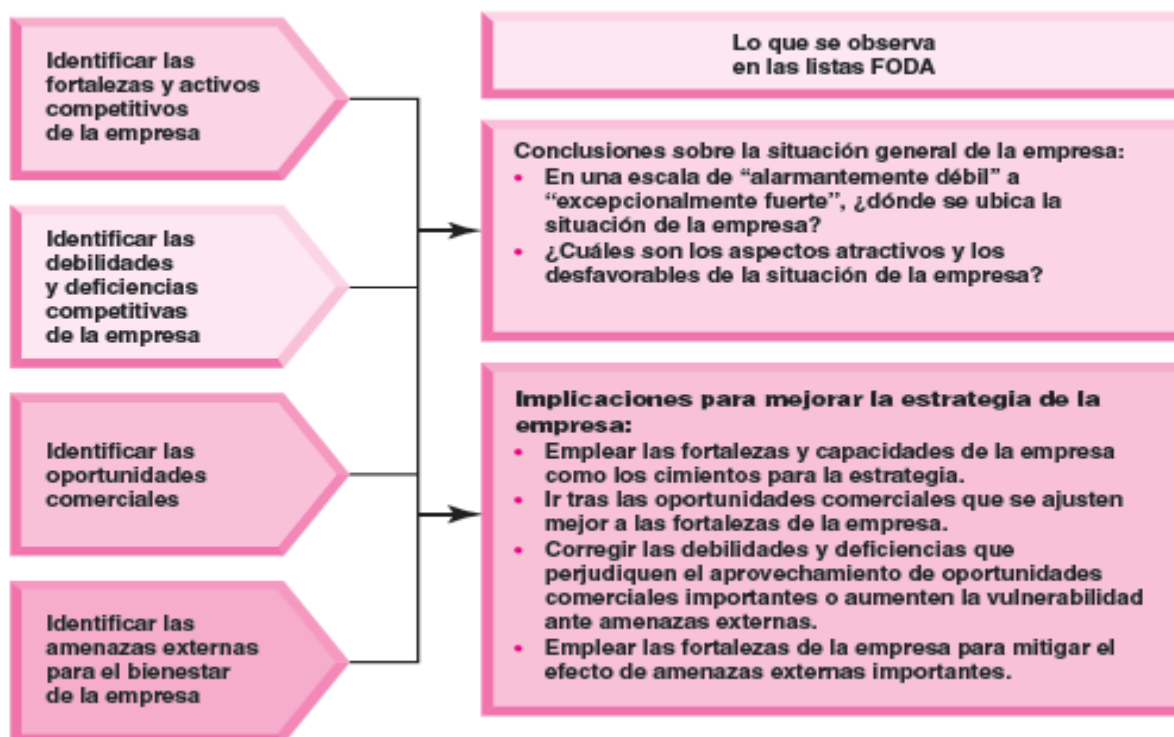 Identificar las
fortalezas y activos
competitivos
de la empresa
Identificar las
debilidades
y deficiencias
competitivas
de la empresa
Identificar las
oportunidades
comerciales
Identificar las
amenazas externas
para el bienestar
de la empresa
Lo que se observa
en las listas FODA
Conclusiones sobre la situación general de la empresa:
• En una escala de “alarmantemente débil” a
“excepcionalmente fuerte”, ¿dónde se ubica la
situación de la empresa?
• ¿Cuáles son los aspectos atractivos y los
desfavorables de la situación de la empresa?
Implicaciones para mejorar la estrategia de la
empresa:
• Emplear las fortalezas y capacidades de la empresa
como los cimientos para la estrategia.
• Ir tras las oportunidades comerciales que se ajusten
mejor a las fortalezas de la empresa.
• Corregir las debilidades y deficiencias que
perjudiquen el aprovechamiento de oportunidades
comerciales importantes o aumenten la vulnerabilidad
ante amenazas externas.
• Emplear las fortalezas de la empresa para mitigar el
efecto de amenazas externas importantes.